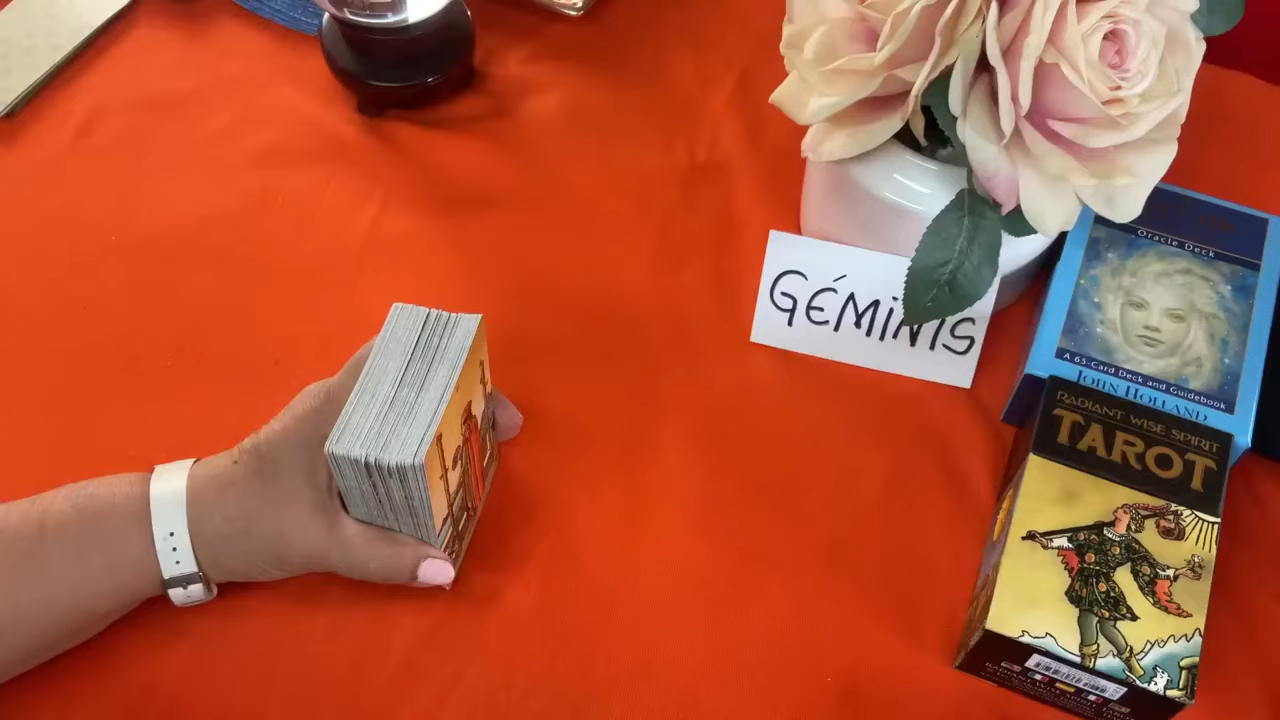 GÉMiNiS
Oracle Deck
A 65-Card Deck and Guidebook
JOHN HOLLAND
RADIANT WISE SPIRIT
TAROT